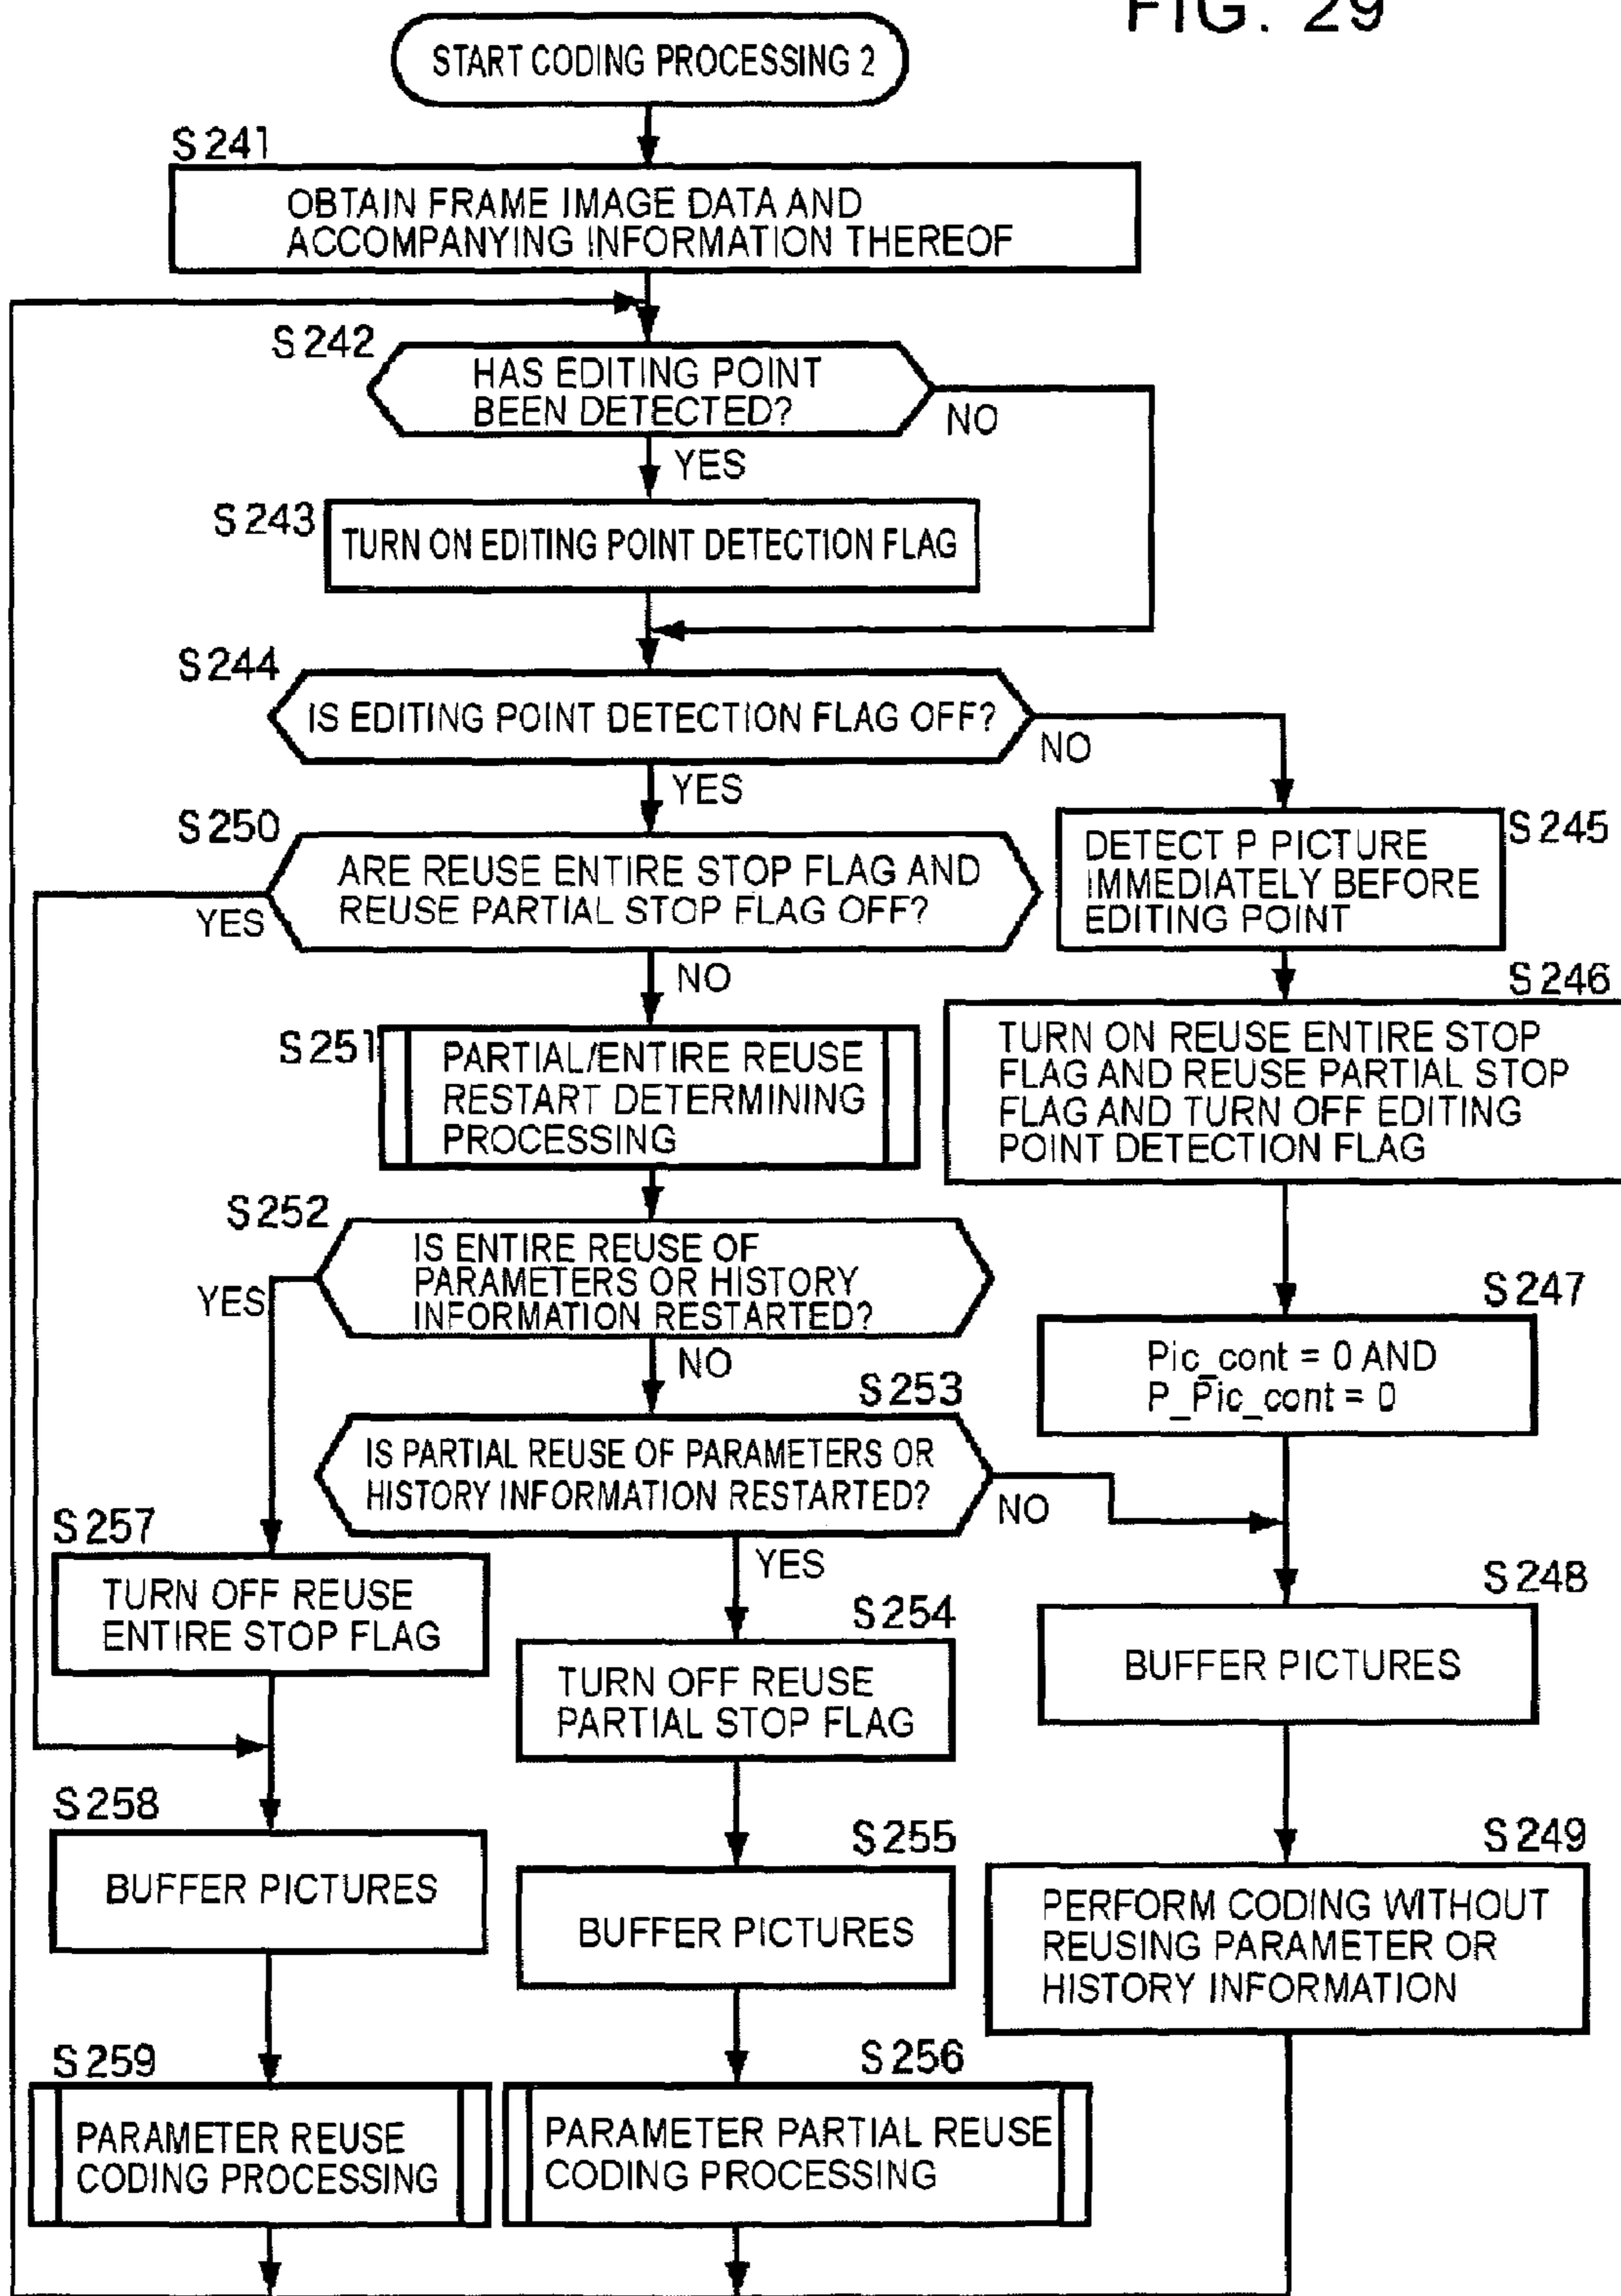 FIG. 29
START CODING PROCESSING 2
S241
OBTAIN FRAME IMAGE DATA AND
ACCOMPANYING INFORMATION THEREOF
S242
HAS EDITING POINT
BEEN DETECTED?
NO
YES
S243
TURN ON EDITING POINT DETECTION FLAG
S244
IS EDITING POINT DETECTION FLAG OFF?
NO
YES
S245
DETECT P PICTURE
IMMEDIATELY BEFORE
EDITING POINT
S250
ARE REUSE ENTIRE STOP FLAG AND
REUSE PARTIAL STOP FLAG OFF?
YES
NO
S246
TURN ON REUSE ENTIRE STOP
FLAG AND REUSE PARTIAL STOP
FLAG AND TURN OFF EDITING
POINT DETECTION FLAG
S251
PARTIAL/ENTIRE REUSE
RESTART DETERMINING
PROCESSING
S252
IS ENTIRE REUSE OF
PARAMETERS OR HISTORY
INFORMATION RESTARTED?
YES
NO
S247
Pic_cont = 0 AND
P_Pic_cont = 0
S253
IS PARTIAL REUSE OF PARAMETERS OR
HISTORY INFORMATION RESTARTED?
NO
YES
S257
TURN OFF REUSE
ENTIRE STOP FLAG
S254
TURN OFF REUSE
PARTIAL STOP FLAG
S248
BUFFER PICTURES
S258
BUFFER PICTURES
S255
BUFFER PICTURES
S249
PERFORM CODING WITHOUT
REUSING PARAMETER OR
HISTORY INFORMATION
S259
PARAMETER REUSE
CODING PROCESSING
S256
PARAMETER PARTIAL REUSE
CODING PROCESSING